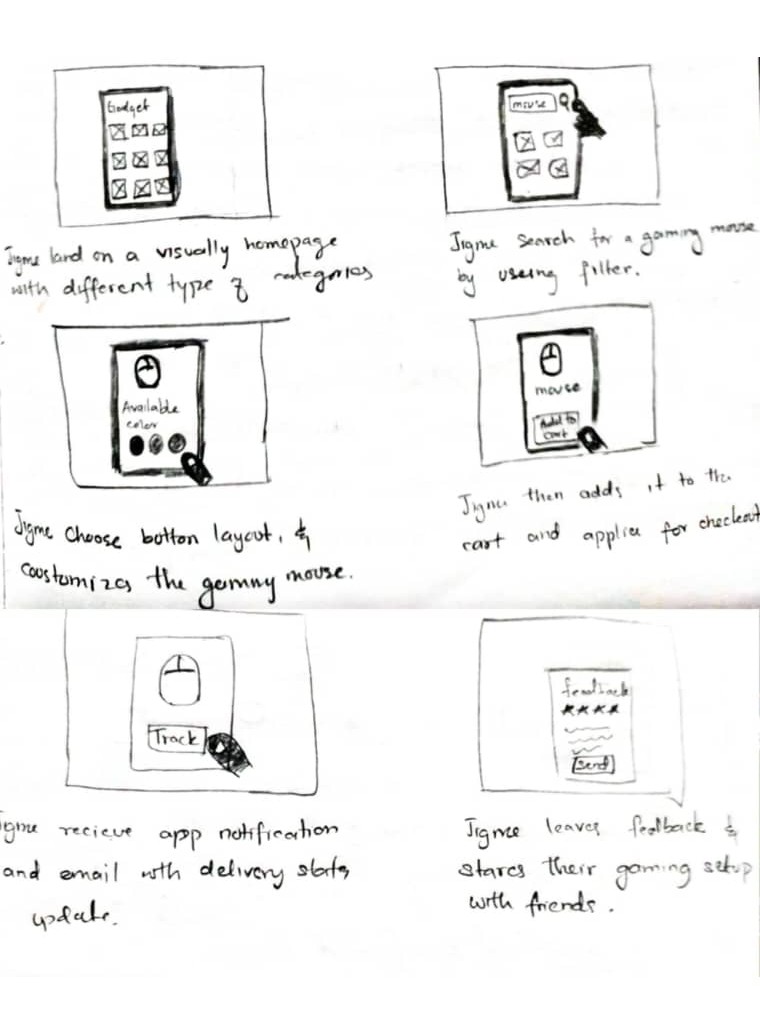 Gadget
Jigme land on a visually homepage
with different type of categories
mouse
Jigme search for a gaming mouse
by useing filter.
Available
color
Jigme choose botton layout, &
coustomizes the gamny mouse.
mouse
Add to
cart
Jigme then adds it to the
cart and applies for checkout
Track
igme recieve app notification
and email with delivery
update.
feedback
send
Jigme leaves feedback &
stares their gaming setup
with friends.